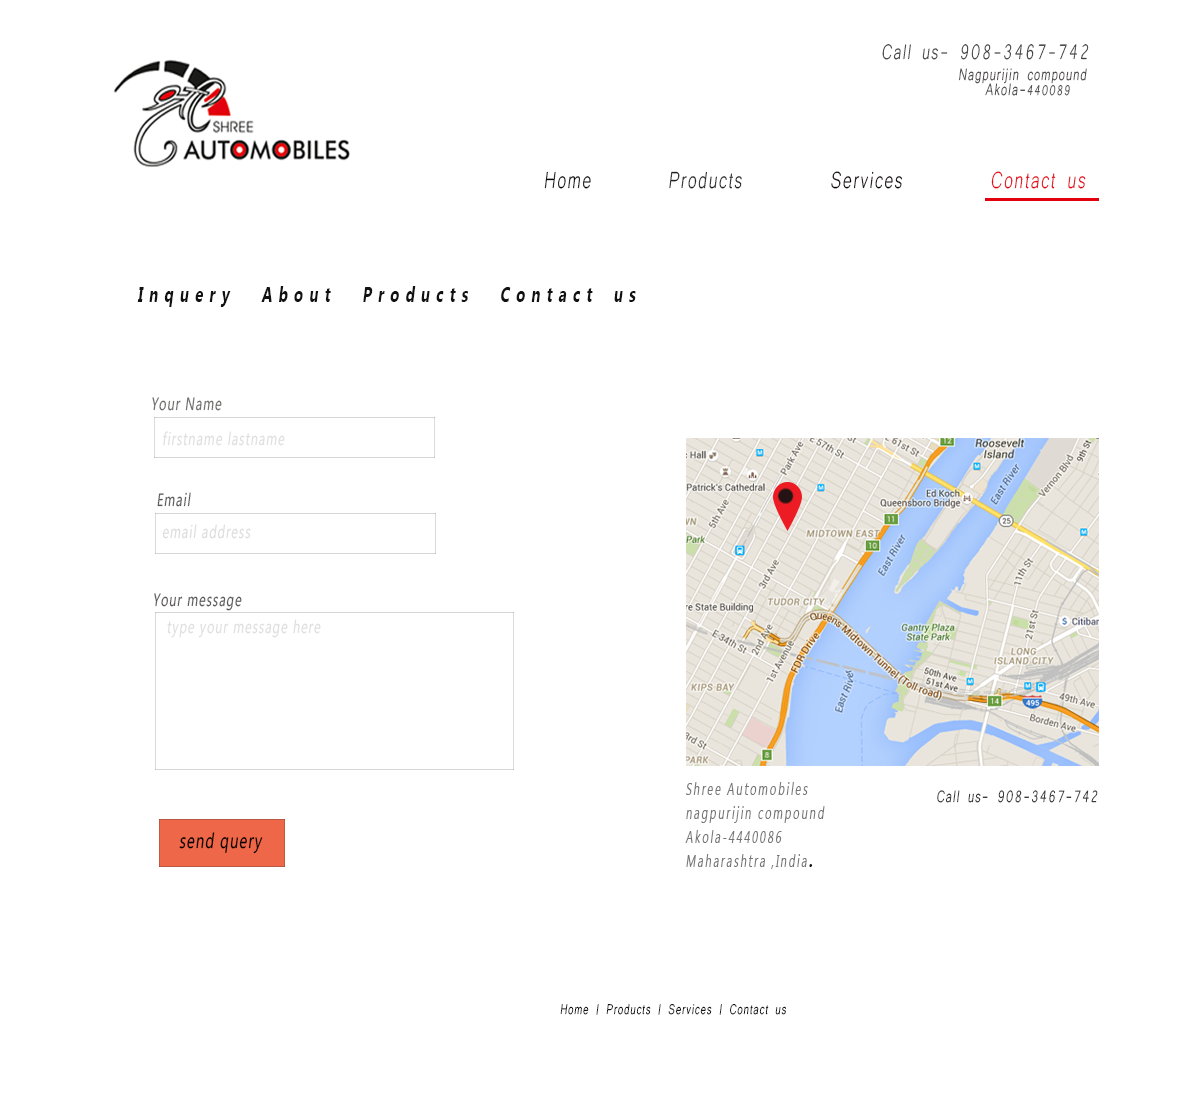 Call us- 908-3467-742
Nagpurijin compound
Akola-440089
श्री
SHREE
AUTOMOBILES
Home Products Services Contact us
Inquery About Products Contact us
Your Name
firstname lastname
Email
email address
Your message
type your message here
send query
E 57th St
E 61st St
12
Roosevelt
Island
9th St
Hall
Park Ave
Vernon Blvd
East River
Patrick's Cathedral
Ed Koch
Queensboro Bridge
5th Ave
WN
11
25
MIDTOWN EAST
Park
10
East River
3rd Ave
11th St
TUDOR CITY
re State Building
Queens Midtown Tunnel (Toll road)
21st St
Citibar
E 34th St
2nd Ave
Gantry Plaza
State Park
FDR Drive
1st Avenue
LONG
ISLAND CITY
50th Ave
51st Ave
KIPS BAY
East River
14
495
49th Ave
Borden Ave
3rd St
8
PARK
Shree Automobiles
nagpurijin compound
Akola-4440086
Maharashtra ,India.
Call us- 908-3467-742
Home | Products | Services | Contact us